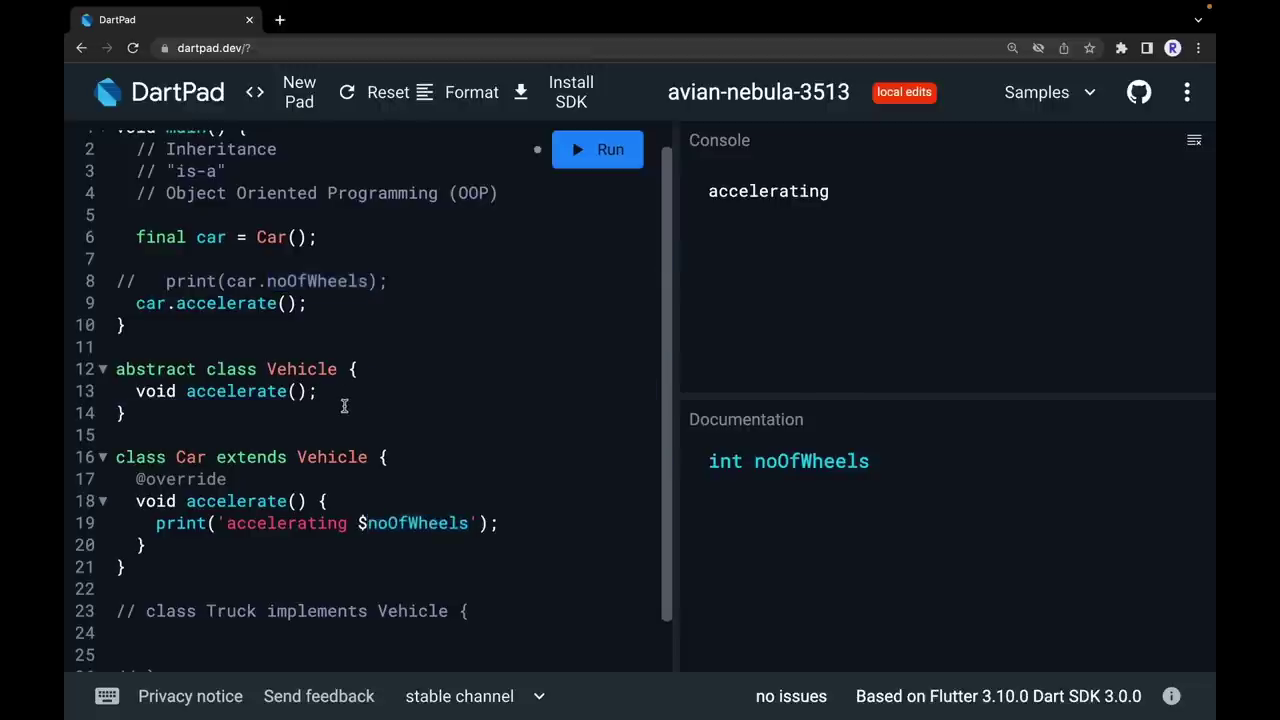 DartPad
dartpad.dev/?
R
DartPad
<> New Pad
Reset
Format
Install SDK
avian-nebula-3513
local edits
Samples
1 void main() {
2 // Inheritance
3 // "is-a"
4 // Object Oriented Programming (OOP)
5
6 final car = Car();
7
8 // print(car.noOfWheels);
9 car.accelerate();
10 }
11
12 abstract class Vehicle {
13 void accelerate();
14 }
15
16 class Car extends Vehicle {
17 @override
18 void accelerate() {
19 print('accelerating $noOfWheels');
20 }
21 }
22
23 // class Truck implements Vehicle {
24
25
Run
Console
accelerating
Documentation
int noOfWheels
Privacy notice
Send feedback
stable channel
no issues
Based on Flutter 3.10.0 Dart SDK 3.0.0